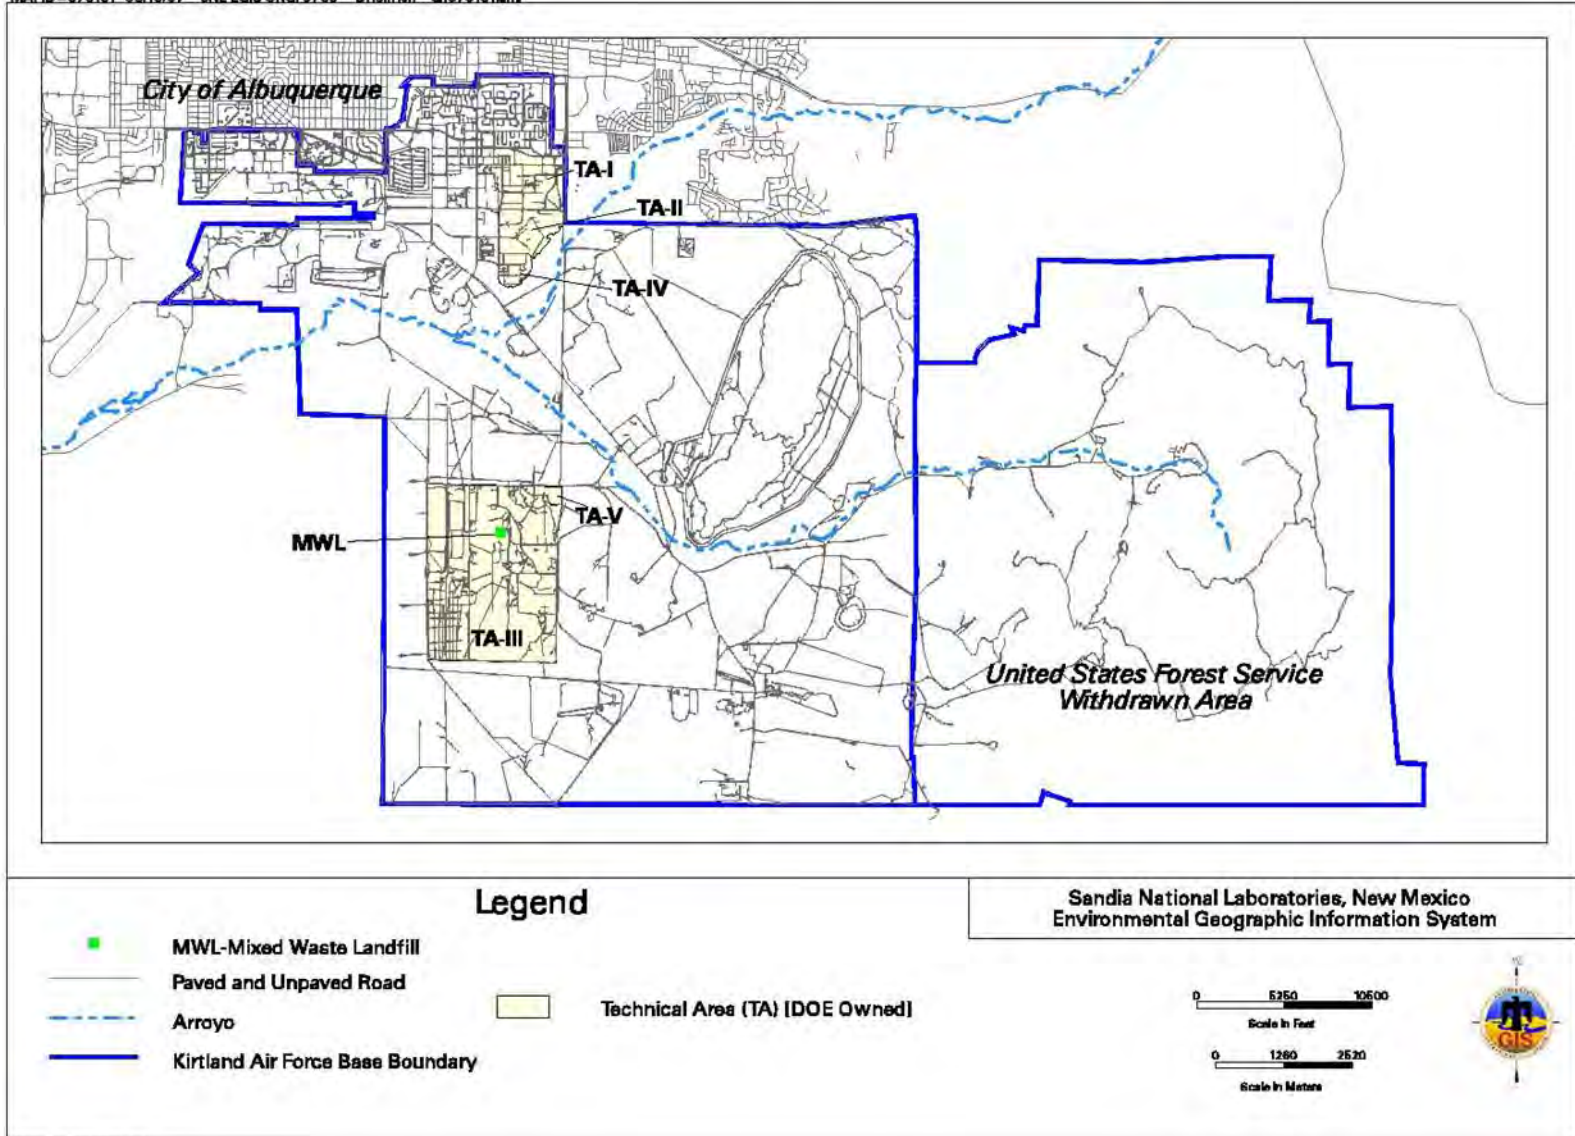 City of Albuquerque
TA-I
TA-II
TA-IV
TA-V
MWL
TA-III
United States Forest Service
Withdrawn Area
Legend
MWL-Mixed Waste Landfill
Paved and Unpaved Road
Arroyo
Kirtland Air Force Base Boundary
Technical Area (TA) [DOE Owned]
Sandia National Laboratories, New Mexico
Environmental Geographic Information System
0 5250 10500
Scale in Feet
0 1260 2520
Scale in Meters
GIS